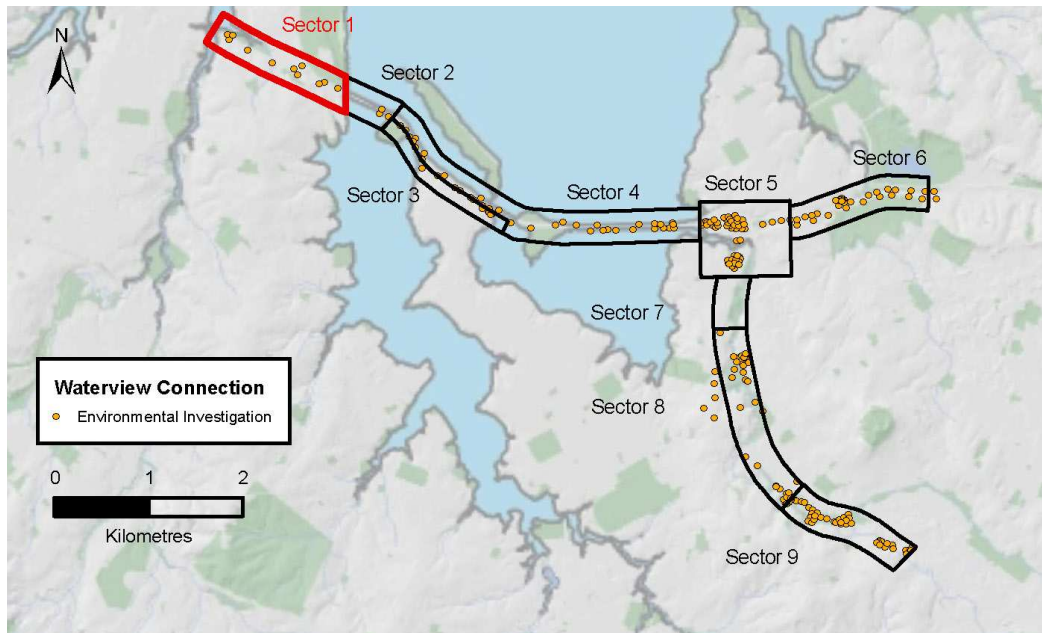 Sector 1
N
Sector 2
Sector 6
Sector 3
Sector 4
Sector 5
Sector 7
Waterview Connection
Environmental Investigation
Sector 8
0 1 2
Kilometres
Sector 9